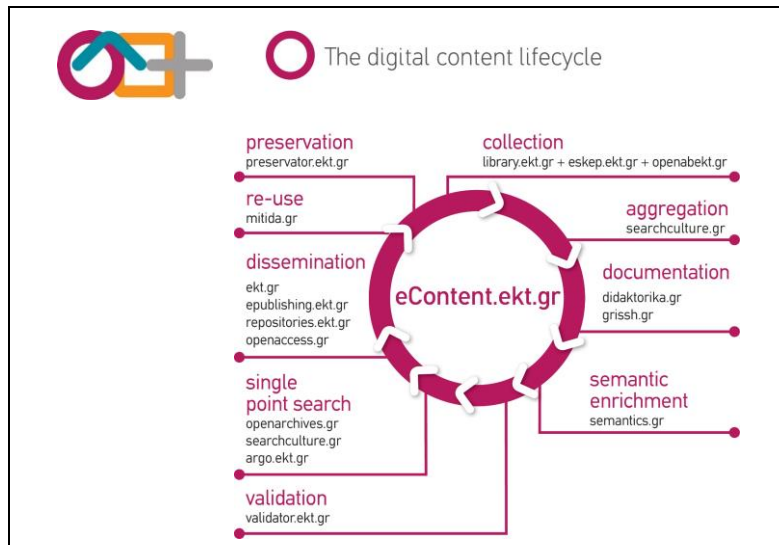 The digital content lifecycle
preservation
preservator.ekt.gr
collection
library.ekt.gr + eskep.ekt.gr + openabekt.gr
re-use
mitida.gr
aggregation
searchculture.gr
dissemination
ekt.gr
epublishing.ekt.gr
repositories.ekt.gr
openaccess.gr
documentation
didaktorika.gr
grissh.gr
eContent.ekt.gr
single
point search
openarchives.gr
searchculture.gr
argo.ekt.gr
semantic
enrichment
semantics.gr
validation
validator.ekt.gr